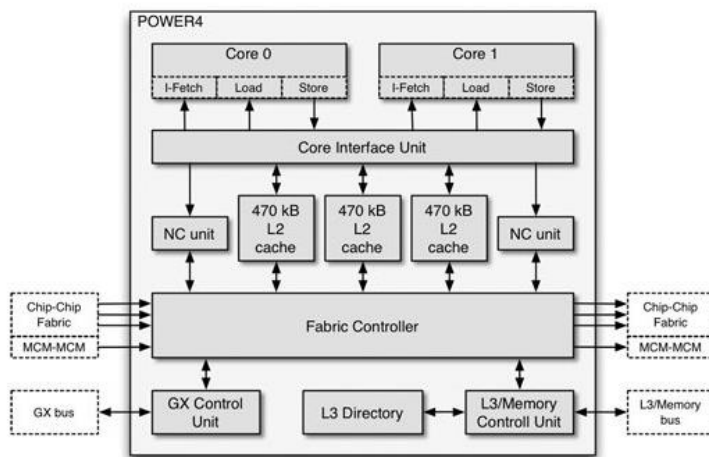 POWER4
Core 0
I-Fetch
Load
Store
Core 1
I-Fetch
Load
Store
Core Interface Unit
NC unit
470 kB
L2
cache
470 kB
L2
cache
470 kB
L2
cache
NC unit
Chip-Chip
Fabric
MCM-MCM
Fabric Controller
Chip-Chip
Fabric
MCM-MCM
GX bus
GX Control
Unit
L3 Directory
L3/Memory
Controll Unit
L3/Memory
bus